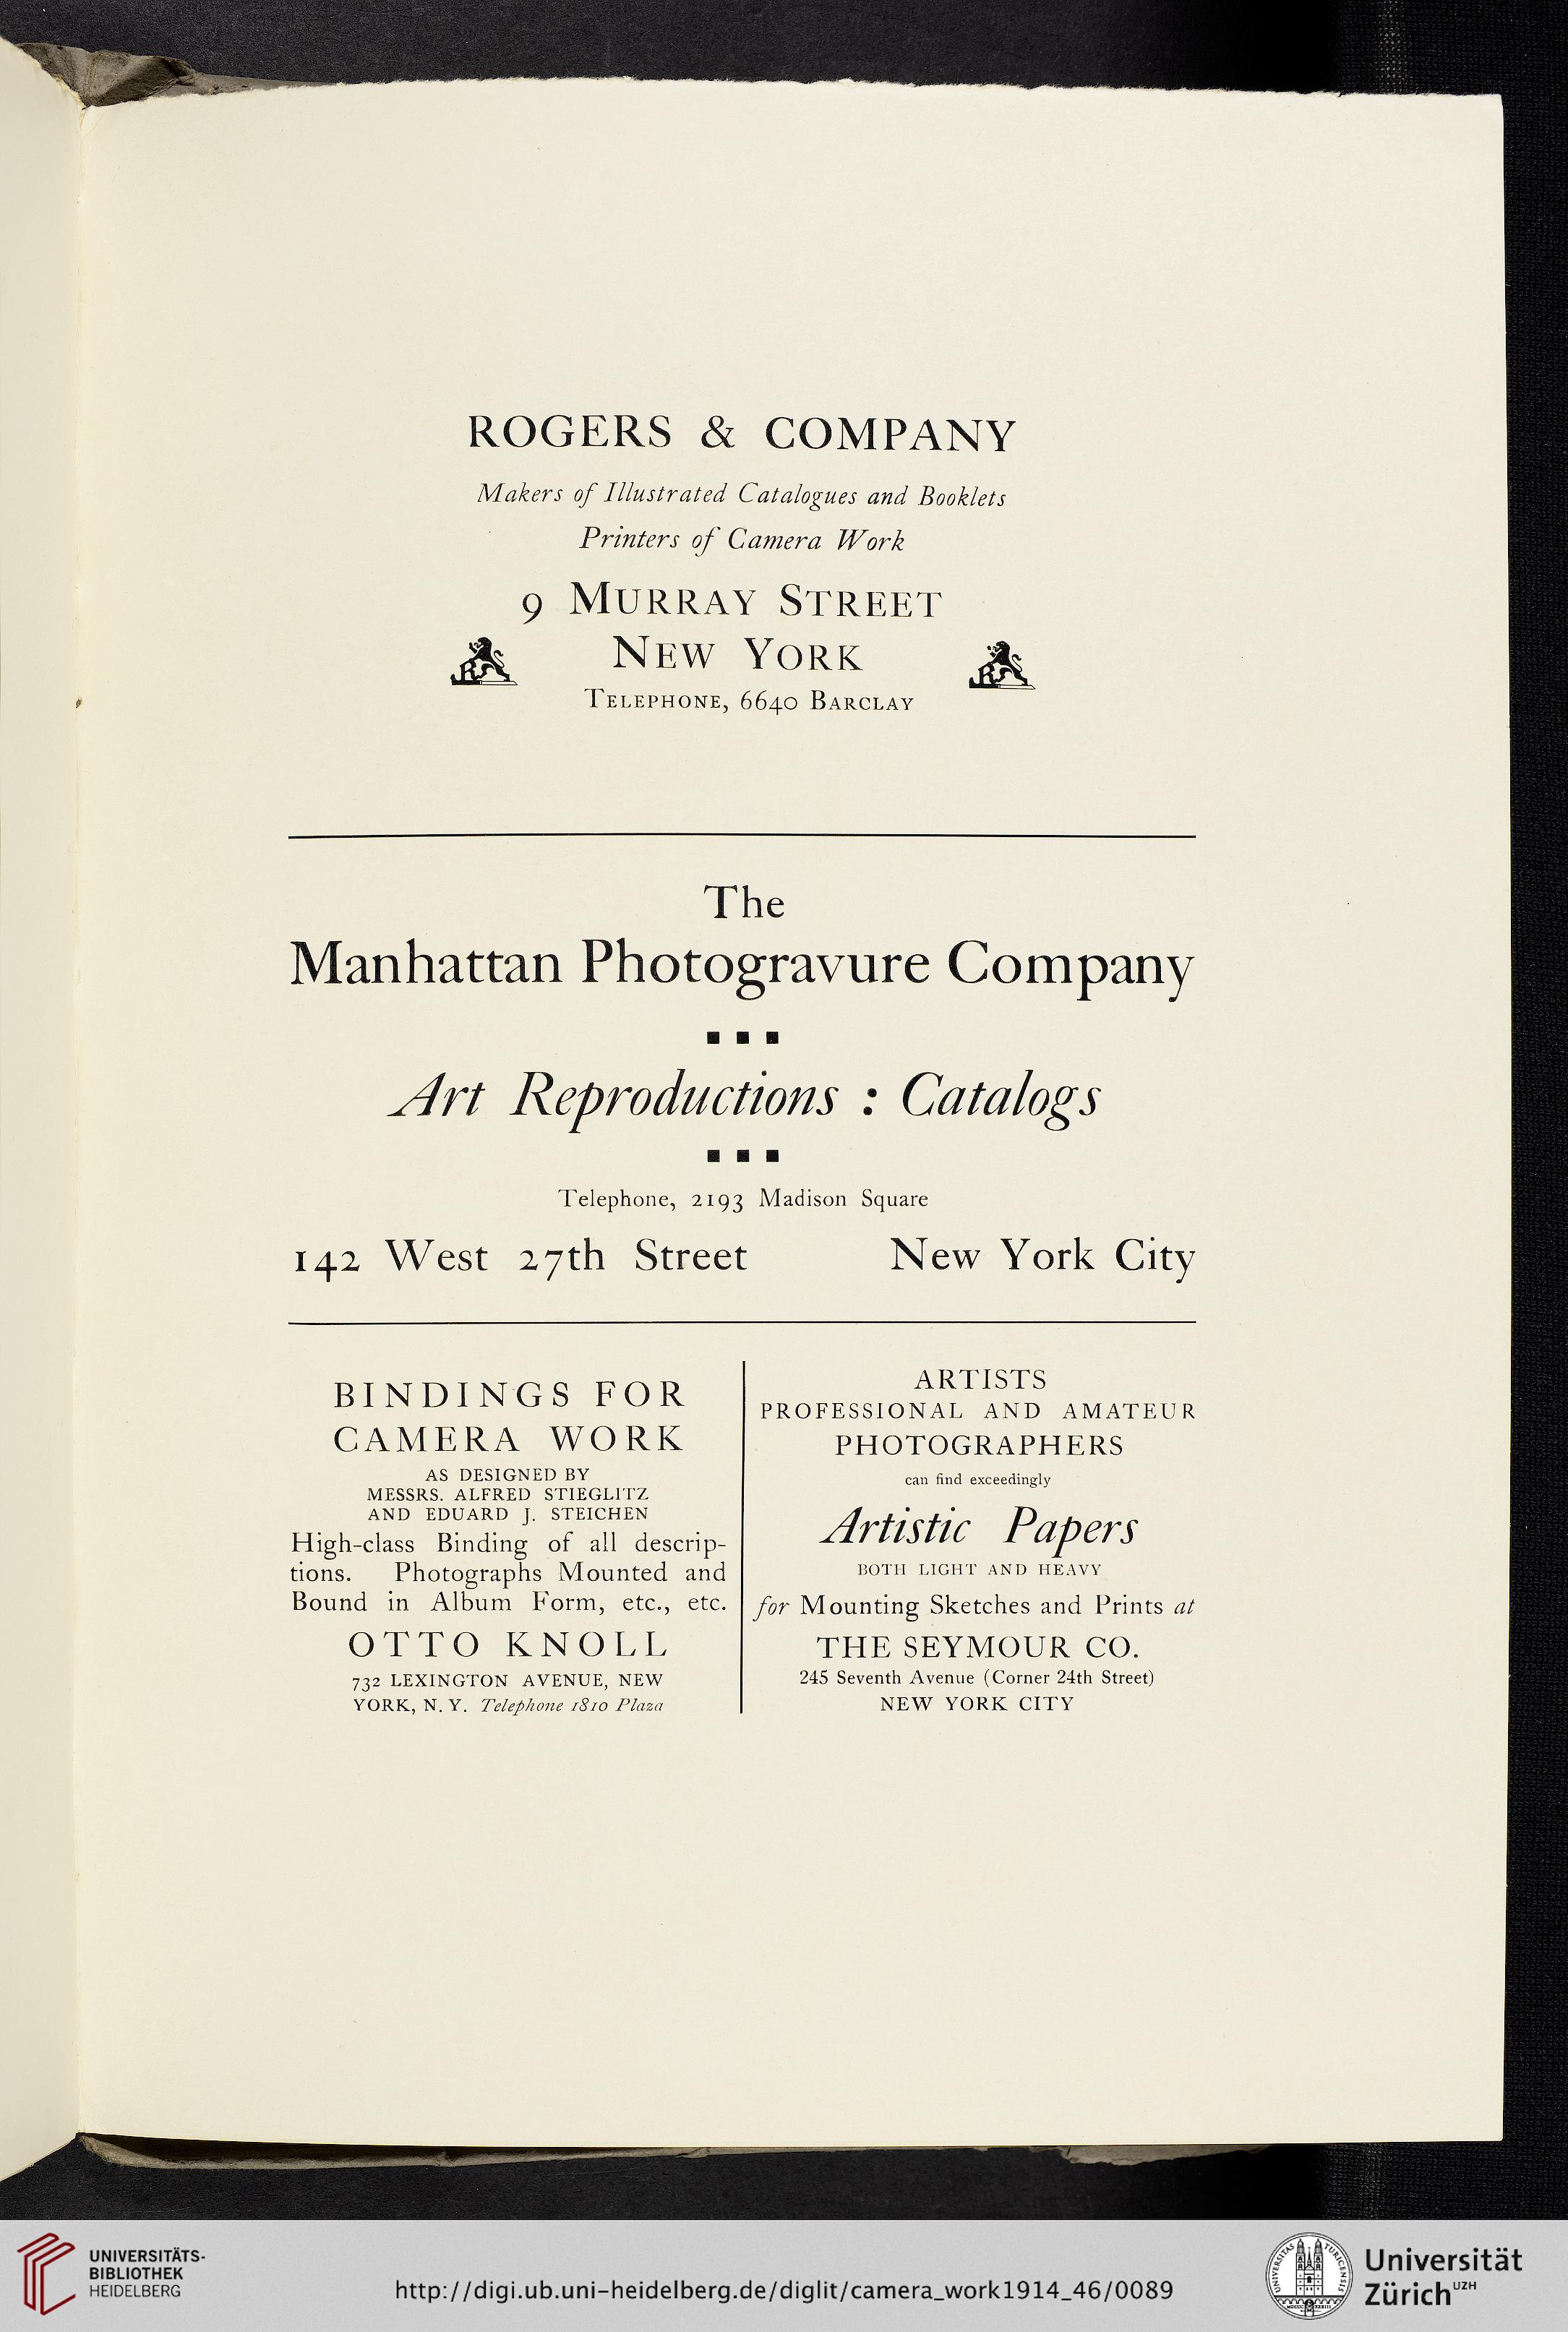 ROGERS & COMPANY
Makers of Illustrated Catalogues and Booklets
Printers of Camera Work
9 MURRAY STREET
NEW YORK
TELEPHONE, 6640 BARCLAY
The
Manhattan Photogravure Company
Art Reproductions : Catalogs
Telephone, 2193 Madison Square
142 West 27th Street New York City
BINDINGS FOR
CAMERA WORK
AS DESIGNED BY
MESSRS. ALFRED STIEGLITZ
AND EDUARD J. STEICHEN
High-class Binding of all descrip-
tions. Photographs Mounted and
Bound in Album Form, etc., etc.
OTTO KNOLL
732 LEXINGTON AVENUE, NEW
YORK, N. Y. Telephone 1810 Plaza
ARTISTS
PROFESSIONAL AND AMATEUR
PHOTOGRAPHERS
can find exceedingly
Artistic Papers
BOTH LIGHT AND HEAVY
for Mounting Sketches and Prints at
THE SEYMOUR CO.
245 Seventh Avenue (Corner 24th Street)
NEW YORK CITY
UNIVERSITÄTS-
BIBLIOTHEK
HEIDELBERG
http://digi.ub.uni-heidelberg.de/diglit/camera_work1914_46/0089
Universität
Zürich UZH